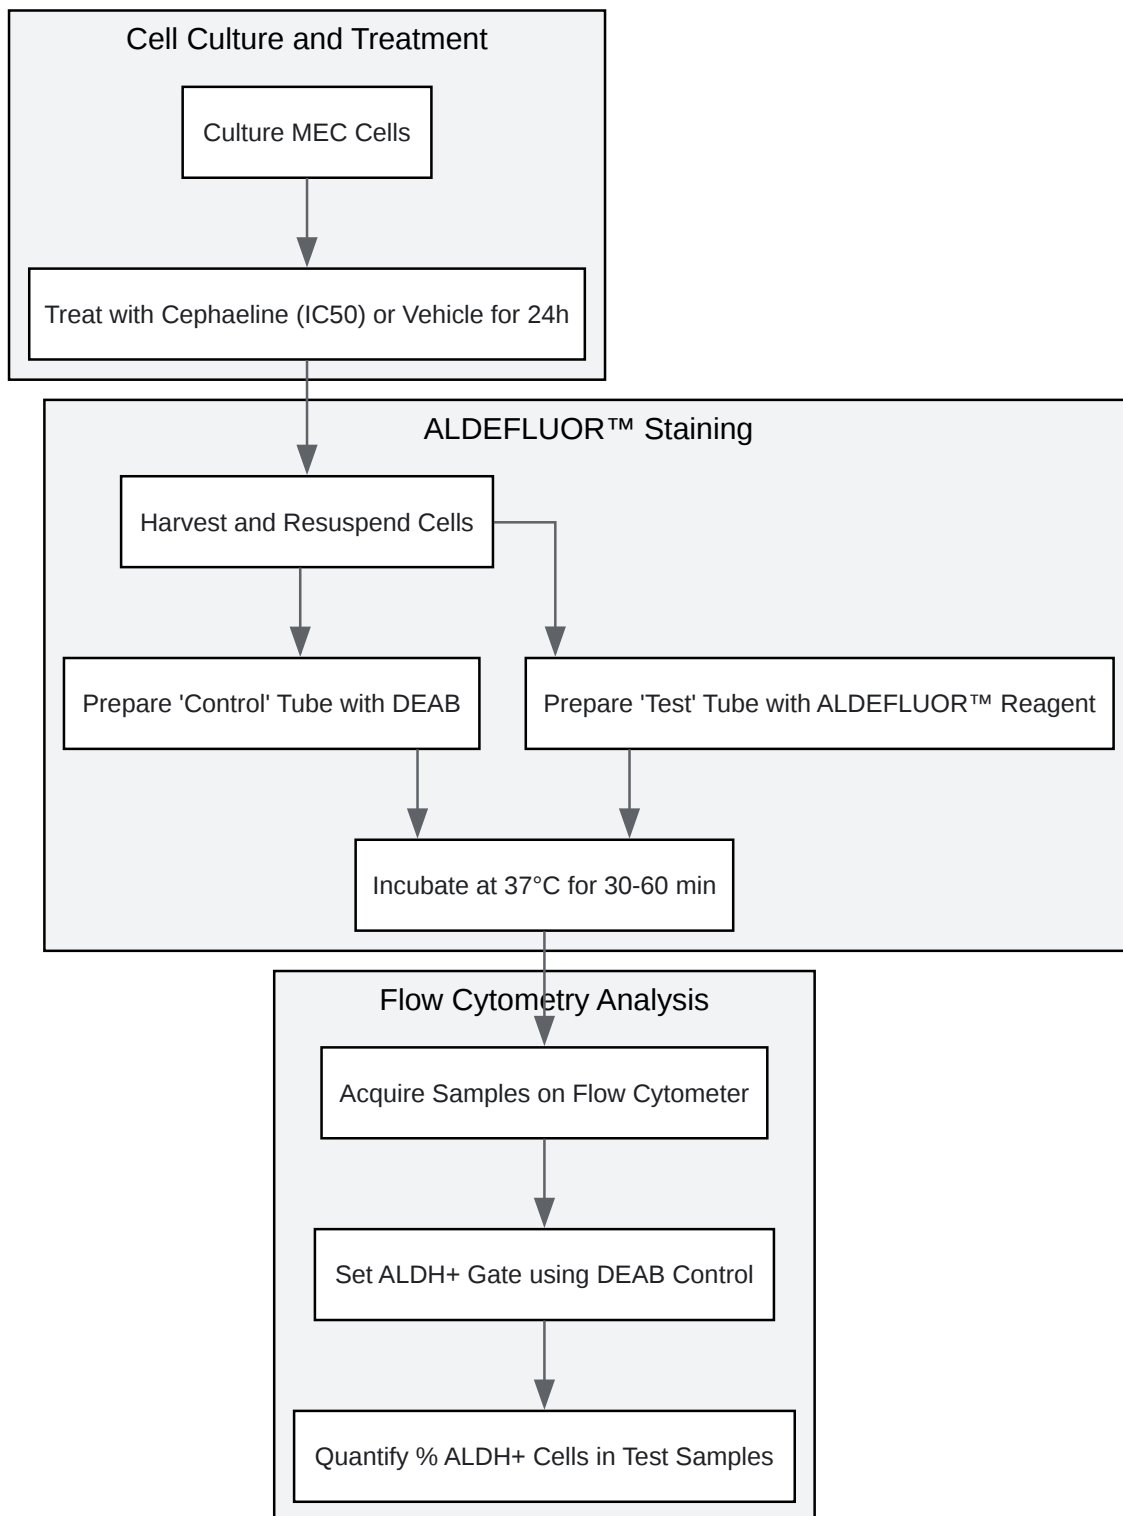 Cell Culture and Treatment
Culture MEC Cells
Treat with Cephaeline (IC50) or Vehicle for 24h
ALDEFLUOR™ Staining
Harvest and Resuspend Cells
Prepare 'Control' Tube with DEAB
Prepare 'Test' Tube with ALDEFLUOR™ Reagent
Incubate at 37°C for 30-60 min
Flow Cytometry Analysis
Acquire Samples on Flow Cytometer
Set ALDH+ Gate using DEAB Control
Quantify % ALDH+ Cells in Test Samples